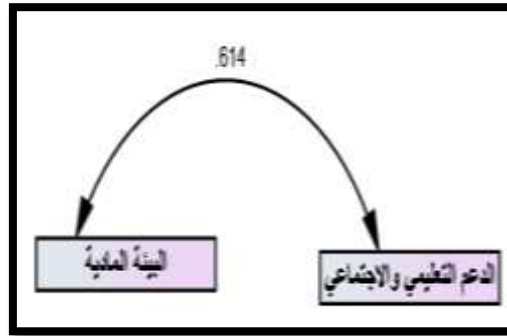 .614
البيئة المادية
الدعم التعليمي والاجتماعي